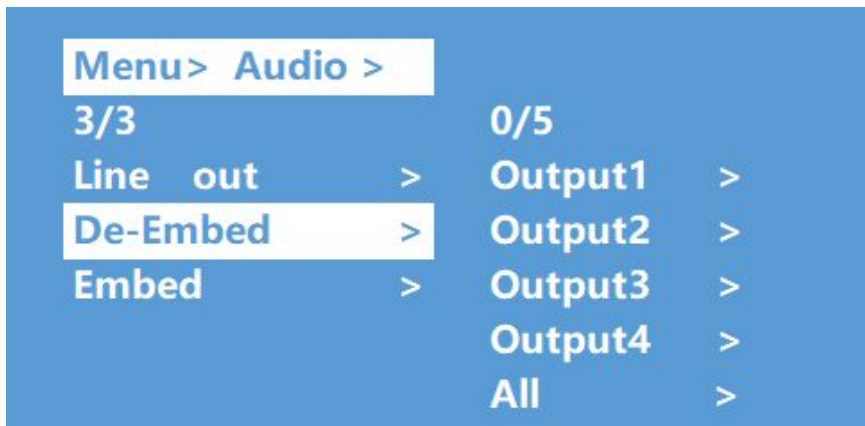 Menu> Audio >
3/3
Line out >
De-Embed >
Embed >
0/5
Output1 >
Output2 >
Output3 >
Output4 >
All >